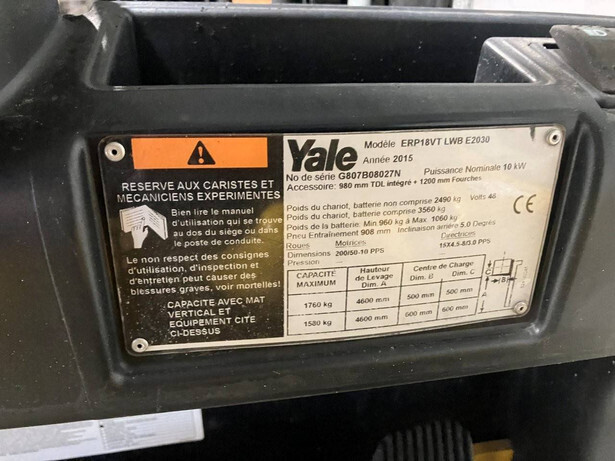 RESERVE AUX CARISTES ET
MECANICIENS EXPERIMENTES
Bien lire le manuel
d'utilisation qui se trouve
au dos du siége ou dans
le poste de conduite.
Le non respect des consignes
d'utilisation, d'inspection et
d'entretien peut causer des
blessures graves, voir mortelles!
CAPACITE AVEC MAT
VERTICAL ET
EQUIPEMENT CITE
CI-DESSUS
Yale Modèle ERP18VT LWB E2030
Année 2015
No de série G807B08027N Puissance Nominale 10 kW
Accessoire: 980 mm TDL intégré + 1200 mm Fourches
Poids du chariot, batterie non comprise 2490 kg Volts 48
Poids du chariot, batterie comprise 3560 kg
Poids de la batterie: Min 960 kg à Max 1060 kg
Pneu Entraînement 908 mm Inclinaison arrière 5.0 Degrés
Roues Motrices Directrices
Dimensions 200/50-10 PPS 15X4.5-8/3.0 PPS
Pression
CAPACITE MAXIMUM Hauteur de Levage Dim. A Centre de Charge Dim. B Dim. C
1760 kg 4600 mm 500 mm 500 mm
1580 kg 4600 mm 600 mm 600 mm
CE
C
B
A